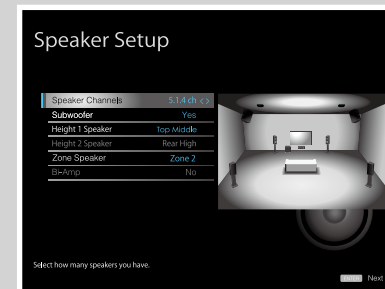 Speaker Setup
Speaker Channels 5.1.4 ch <>
Subwoofer Yes
Height 1 Speaker Top Middle
Height 2 Speaker Rear High
Zone Speaker Zone 2
Bi-Amp No
Select how many speakers you have.
ENTER Next